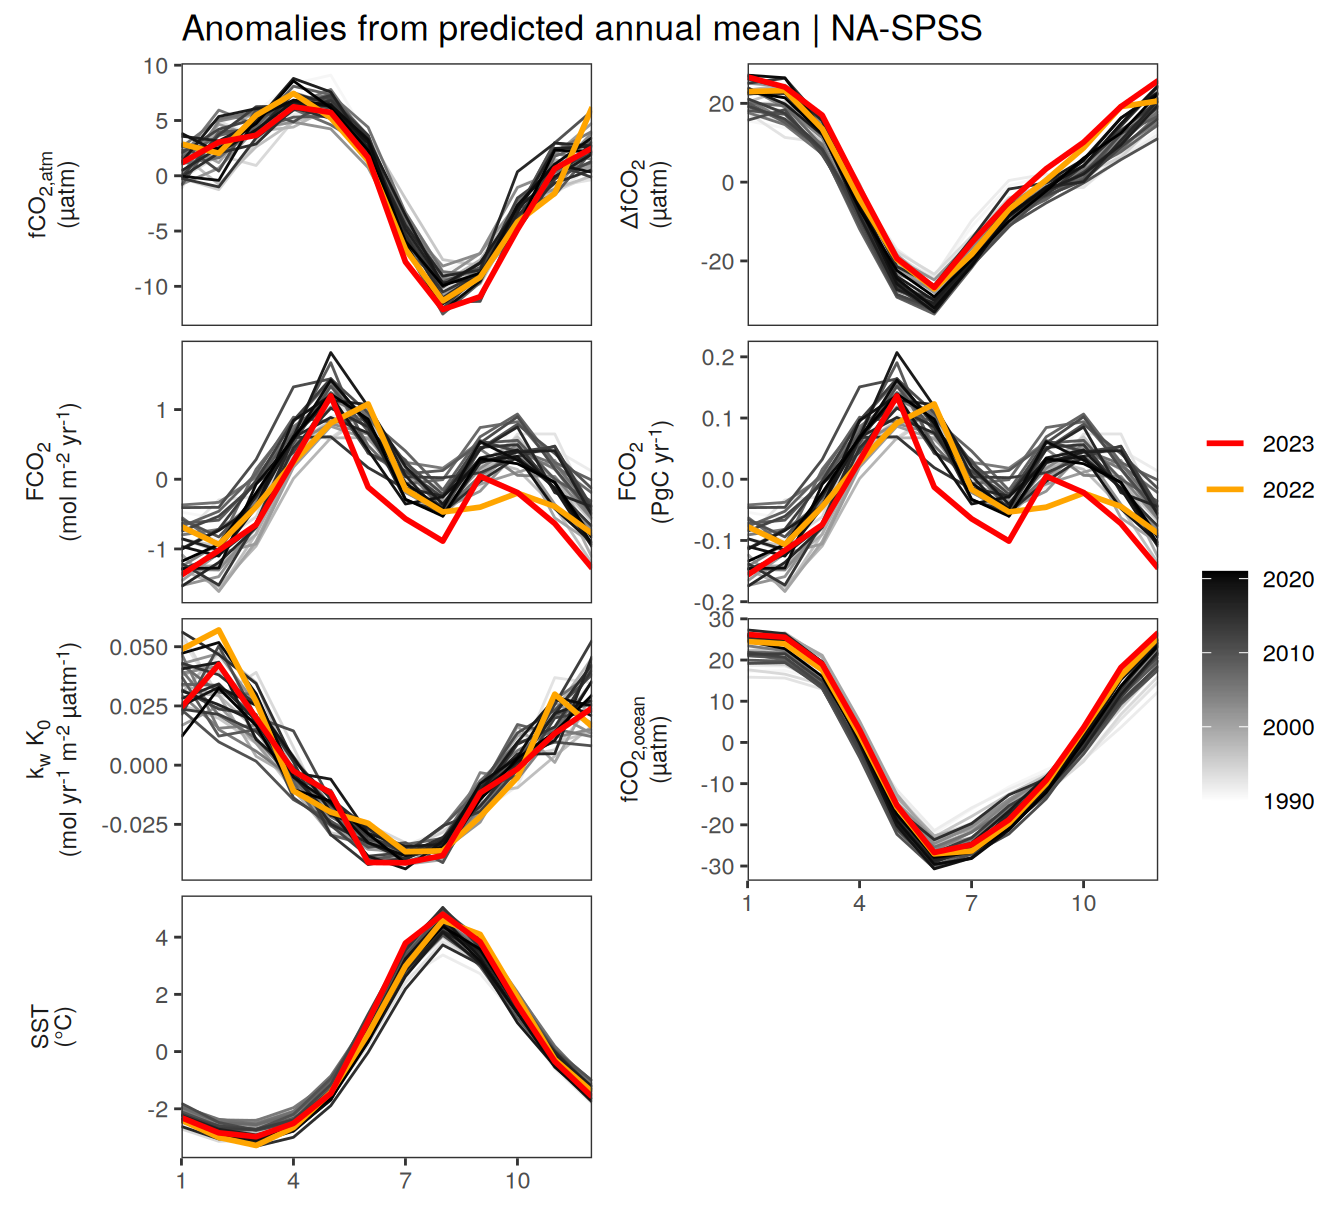 Anomalies from predicted annual mean | NA-SPSS
fCO2,atm
(µatm)
10
5
0
-5
-10
ΔfCO2
(µatm)
20
0
-20
FCO2
(mol m-2 yr-1)
1
0
-1
FCO2
(PgC yr-1)
0.2
0.1
0.0
-0.1
-0.2
kw K0
(mol yr-1 m-2 µatm-1)
0.050
0.025
0.000
-0.025
fCO2,ocean
(µatm)
30
20
10
0
-10
-20
-30
1 4 7 10
SST
(°C)
4
2
0
-2
1 4 7 10
2023
2022
2020
2010
2000
1990